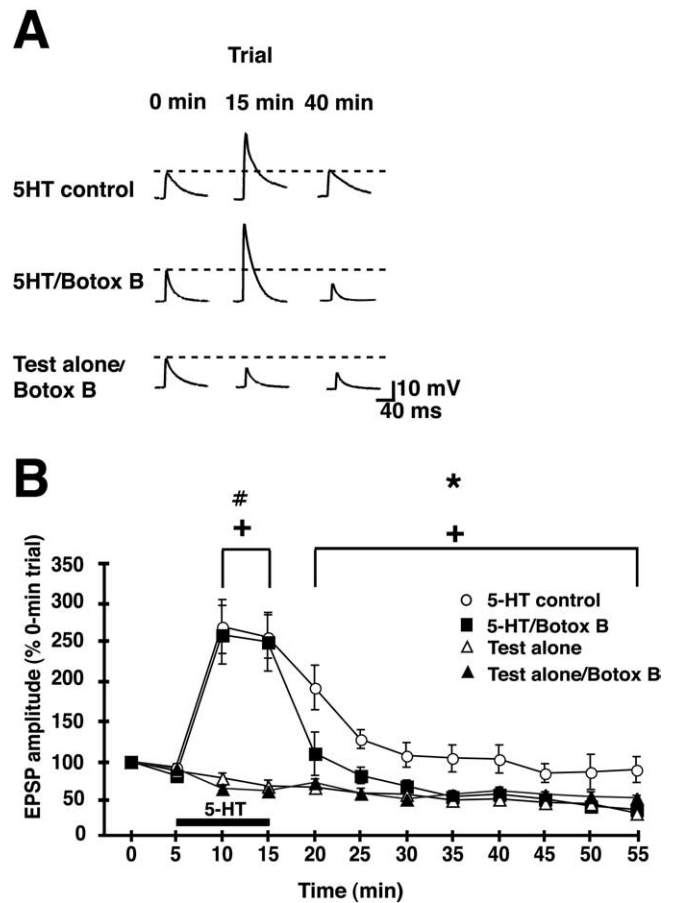 A
Trial
0 min 15 min 40 min
5HT control
5HT/Botox B
Test alone/
Botox B
10 mV
40 ms
B
# *
+ +
350
300
250
200
150
100
50
0
EPSP amplitude (% 0-min trial)
5-HT control
5-HT/Botox B
Test alone
Test alone/Botox B
5-HT
0 5 10 15 20 25 30 35 40 45 50 55
Time (min)